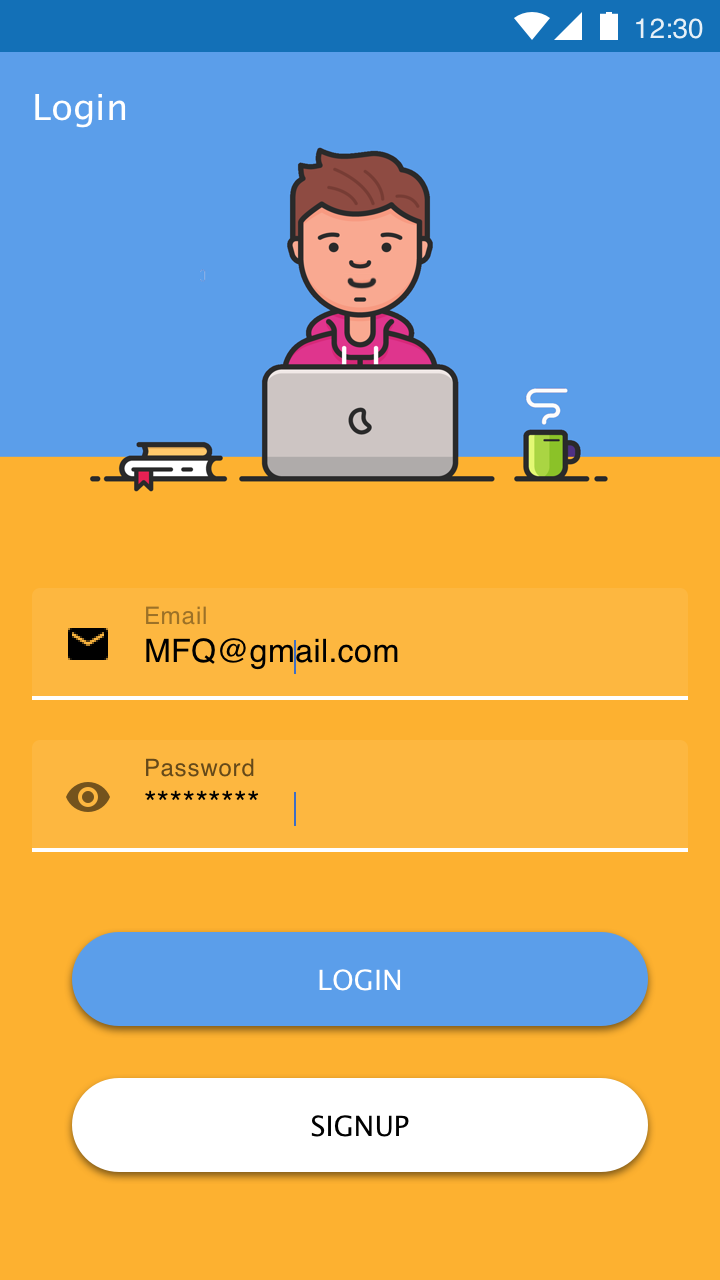 12:30
Login
Email
MFQ@gmail.com
Password
*********
LOGIN
SIGNUP